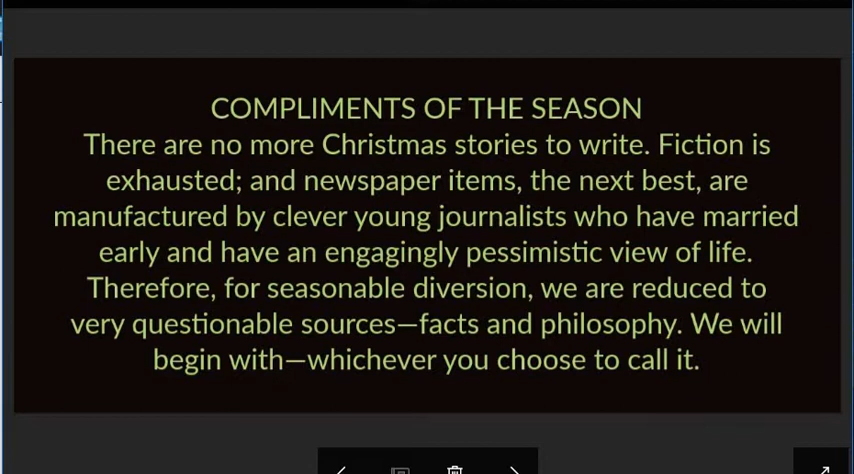 COMPLIMENTS OF THE SEASON
There are no more Christmas stories to write. Fiction is
exhausted; and newspaper items, the next best, are
manufactured by clever young journalists who have married
early and have an engagingly pessimistic view of life.
Therefore, for seasonable diversion, we are reduced to
very questionable sources—facts and philosophy. We will
begin with—whichever you choose to call it.